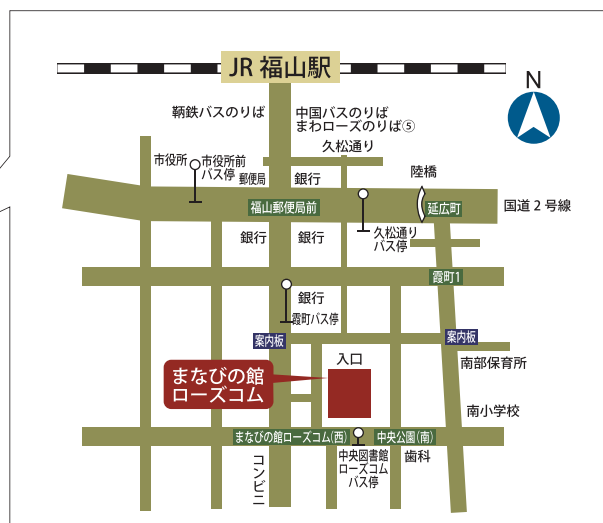 JR 福山駅
N
鞆鉄バスのりば
中国バスのりば
まわローズのりば⑤
久松通り
市役所
市役所前
バス停
郵便局
銀行
陸橋
福山郵便局前
延広町
国道2号線
銀行
銀行
久松通り
バス停
霞町1
銀行
霞町バス停
案内板
案内板
入口
南部保育所
まなびの館
ローズコム
南小学校
まなびの館ローズコム(西)
中央公園(南)
コンビニ
中央図書館
ローズコム
バス停
歯科